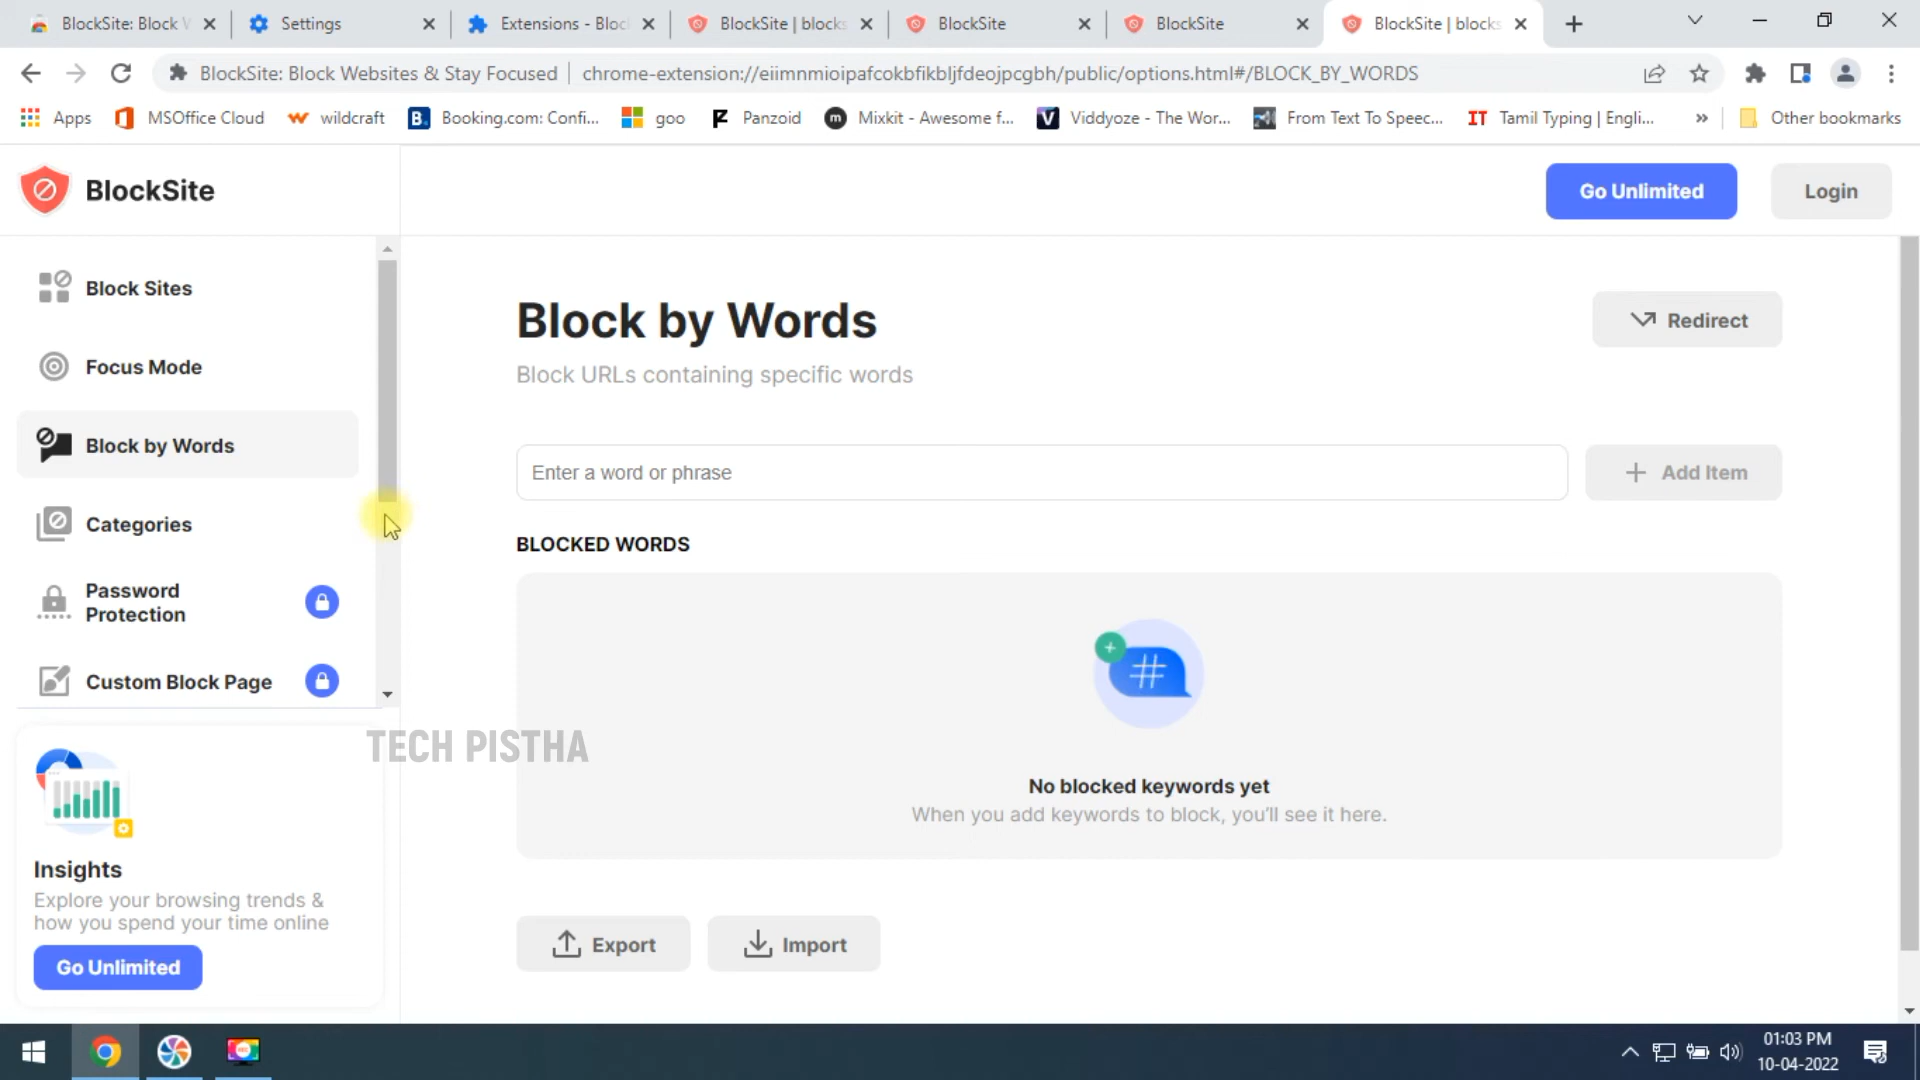 BlockSite: Block W
Settings
Extensions - Bloc
BlockSite | blocks
BlockSite
BlockSite
BlockSite | blocks
BlockSite: Block Websites & Stay Focused
chrome-extension://eiimnmioipafcokbfikbljfdeojpcgbh/public/options.html#/BLOCK_BY_WORDS
Apps
MSOffice Cloud
wildcraft
B.
Booking.com: Confi...
goo
Panzoid
Mixkit - Awesome f...
Viddyoze - The Wor...
From Text To Speec...
IT
Tamil Typing | Engli...
Other bookmarks
BlockSite
Go Unlimited
Login
Block Sites
Focus Mode
Block by Words
Categories
Password
Protection
Custom Block Page
Block by Words
Redirect
Block URLs containing specific words
Enter a word or phrase
Add Item
BLOCKED WORDS
TECH PISTHA
No blocked keywords yet
When you add keywords to block, you'll see it here.
Insights
Explore your browsing trends &
how you spend your time online
Go Unlimited
Export
Import
01:03 PM
10-04-2022